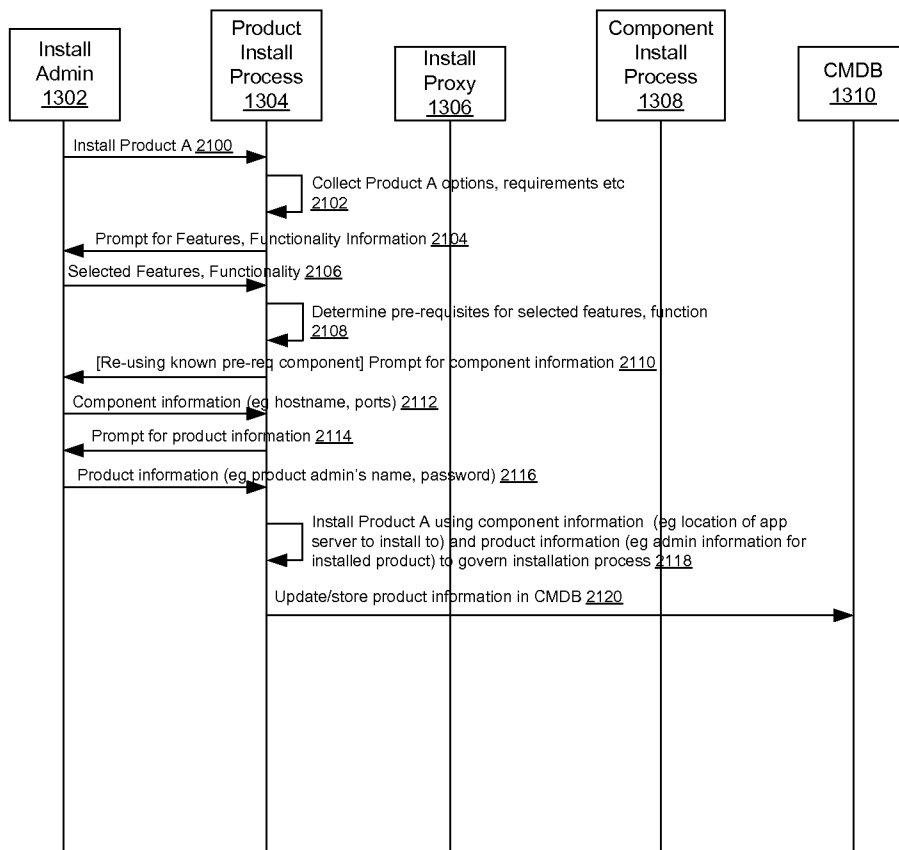 Install
Admin
1302
Product
Install
Process
1304
Install
Proxy
1306
Component
Install
Process
1308
CMDB
1310
Install Product A 2100
Collect Product A options, requirements etc
2102
Prompt for Features, Functionality Information 2104
Selected Features, Functionality 2106
Determine pre-requisites for selected features, function
2108
[Re-using known pre-req component] Prompt for component information 2110
Component information (eg hostname, ports) 2112
Prompt for product information 2114
Product information (eg product admin's name, password) 2116
Install Product A using component information (eg location of app
server to install to) and product information (eg admin information for
installed product) to govern installation process 2118
Update/store product information in CMDB 2120